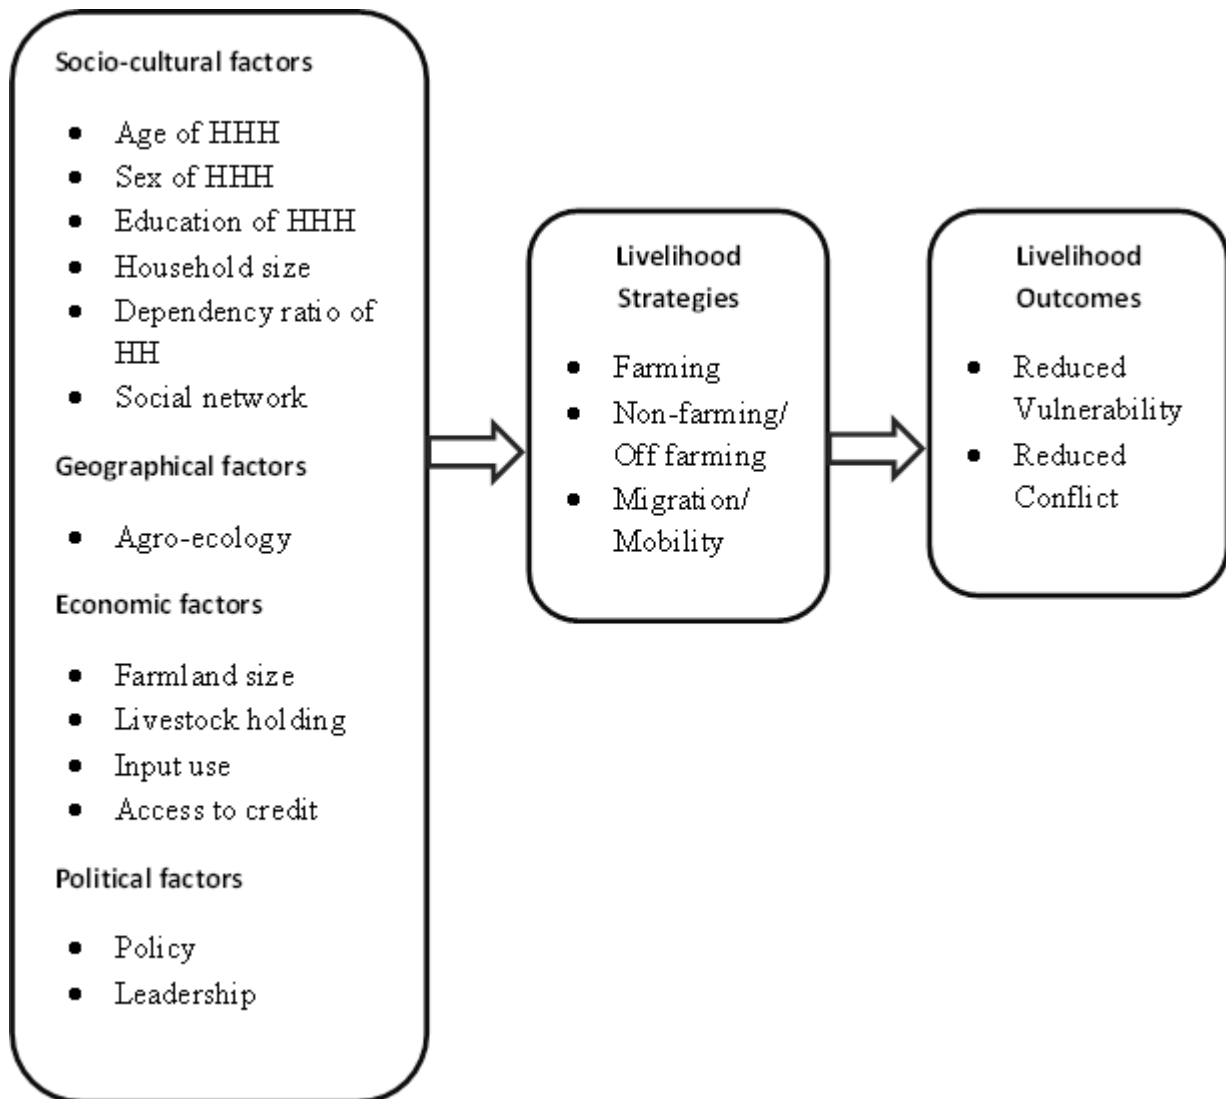 Socio-cultural factors
Age of HHH
Sex of HHH
Education of HHH
Household size
Dependency ratio of
HH
Social network
Geographical factors
Agro-ecology
Economic factors
Farmland size
Livestock holding
Input use
Access to credit
Political factors
Policy
Leadership
Livelihood
Strategies
Farming
Non-farming/
Off farming
Migration/
Mobility
Livelihood
Outcomes
Reduced
Vulnerability
Reduced
Conflict